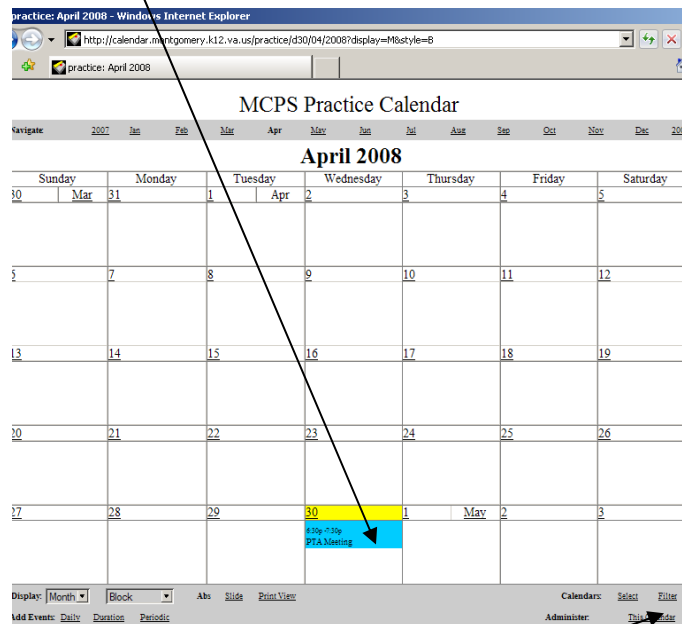 practice: April 2008 - Windows Internet Explorer
http://calendar.montgomery.k12.va.us/practice/d30/04/2008?display=M&style=B
practice: April 2008
MCPS Practice Calendar
Navigate: 2007 Jan Feb Mar Apr May Jun Jul Aug Sep Oct Nov Dec
April 2008
Sunday Monday Tuesday Wednesday Thursday Friday Saturday
30 Mar 31 1 Apr 2 3 4 5
6 7 8 9 10 11 12
13 14 15 16 17 18 19
20 21 22 23 24 25 26
27 28 29 30 1 May 2 3
6:30p -7:30p
PTA Meeting
Display: Month Block Abs Slide Print View Calendars: Select Filter
Add Events: Daily Duration Periodic Administer: This Calendar